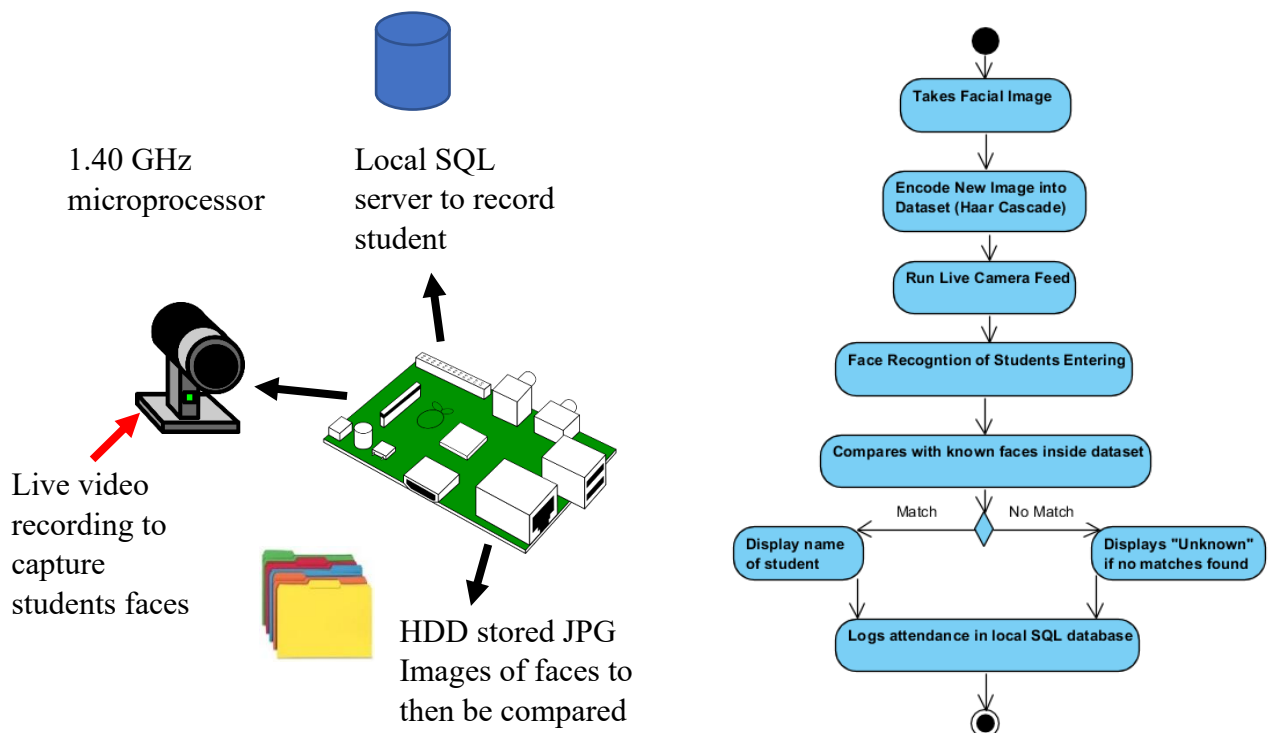 1.40 GHz
microprocessor
Local SQL
server to record
student
Live video
recording to
capture
students faces
HDD stored JPG
Images of faces to
then be compared
Takes Facial Image
Encode New Image into
Dataset (Haar Cascade)
Run Live Camera Feed
Face Recogntion of Students Entering
Compares with known faces inside dataset
Match
No Match
Display name
of student
Displays "Unknown"
if no matches found
Logs attendance in local SQL database